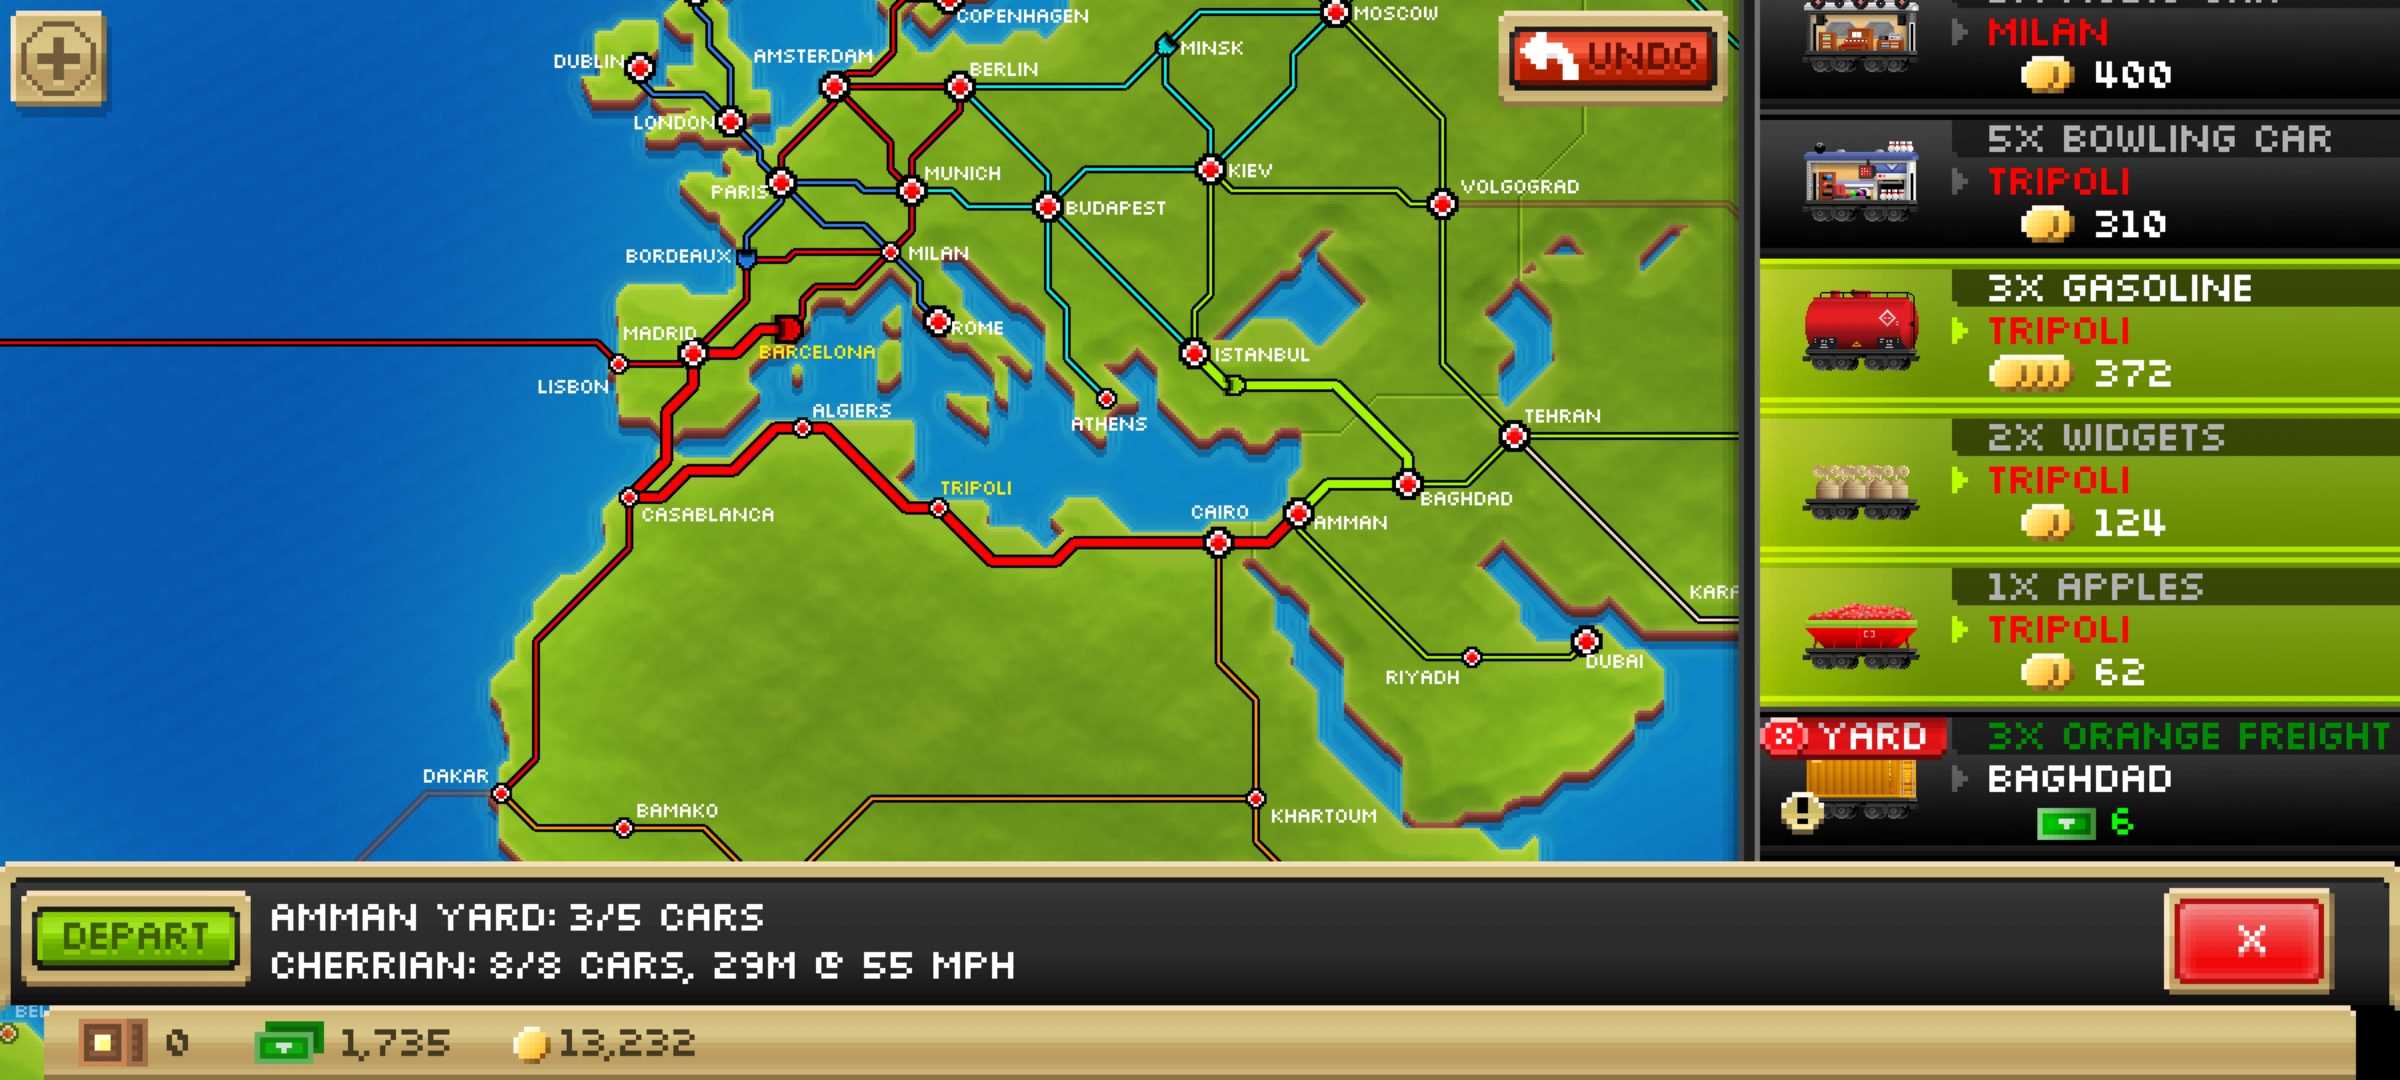 COPENHAGEN
MOSCOW
MINSK
UNDO
DUBLIN
AMSTERDAM
BERLIN
LONDON
PARIS
MUNICH
KIEV
VOLGOGRAD
BUDAPEST
BORDEAUX
MILAN
MADRID
BARCELONA
ROME
ISTANBUL
LISBON
ALGIERS
ATHENS
TEHRAN
TRIPOLI
CASABLANCA
CAIRO
AMMAN
BAGHDAD
RIYADH
DUBAI
DAKAR
BAMAKO
KHARTOUM
MILAN
400
5X BOWLING CAR
TRIPOLI
310
3X GASOLINE
TRIPOLI
372
2X WIDGETS
TRIPOLI
124
1X APPLES
TRIPOLI
62
YARD
3X ORANGE FREIGHT
BAGHDAD
6
DEPART
AMMAN YARD: 3/5 CARS
CHERRIAN: 8/8 CARS, 29M @ 55 MPH
X
0
1,735
13,232